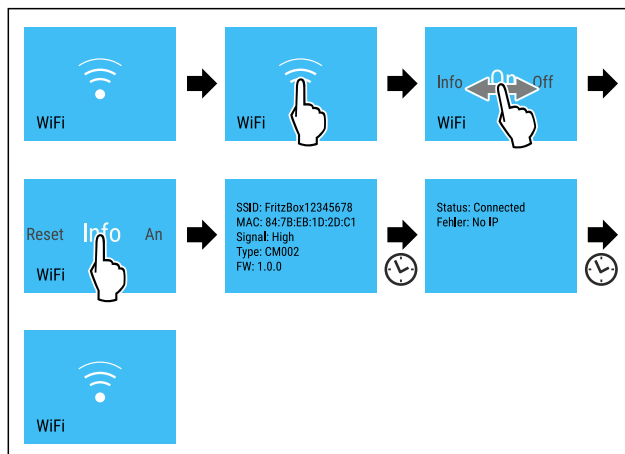 WiFi
WiFi
Info On Off
WiFi
Reset Info An
WiFi
SSID: FritzBox12345678
MAC: 84:7B:EB:1D:2D:C1
Signal: High
Type: CM002
FW: 1.0.0
Status: Connected
Fehler: No IP
WiFi